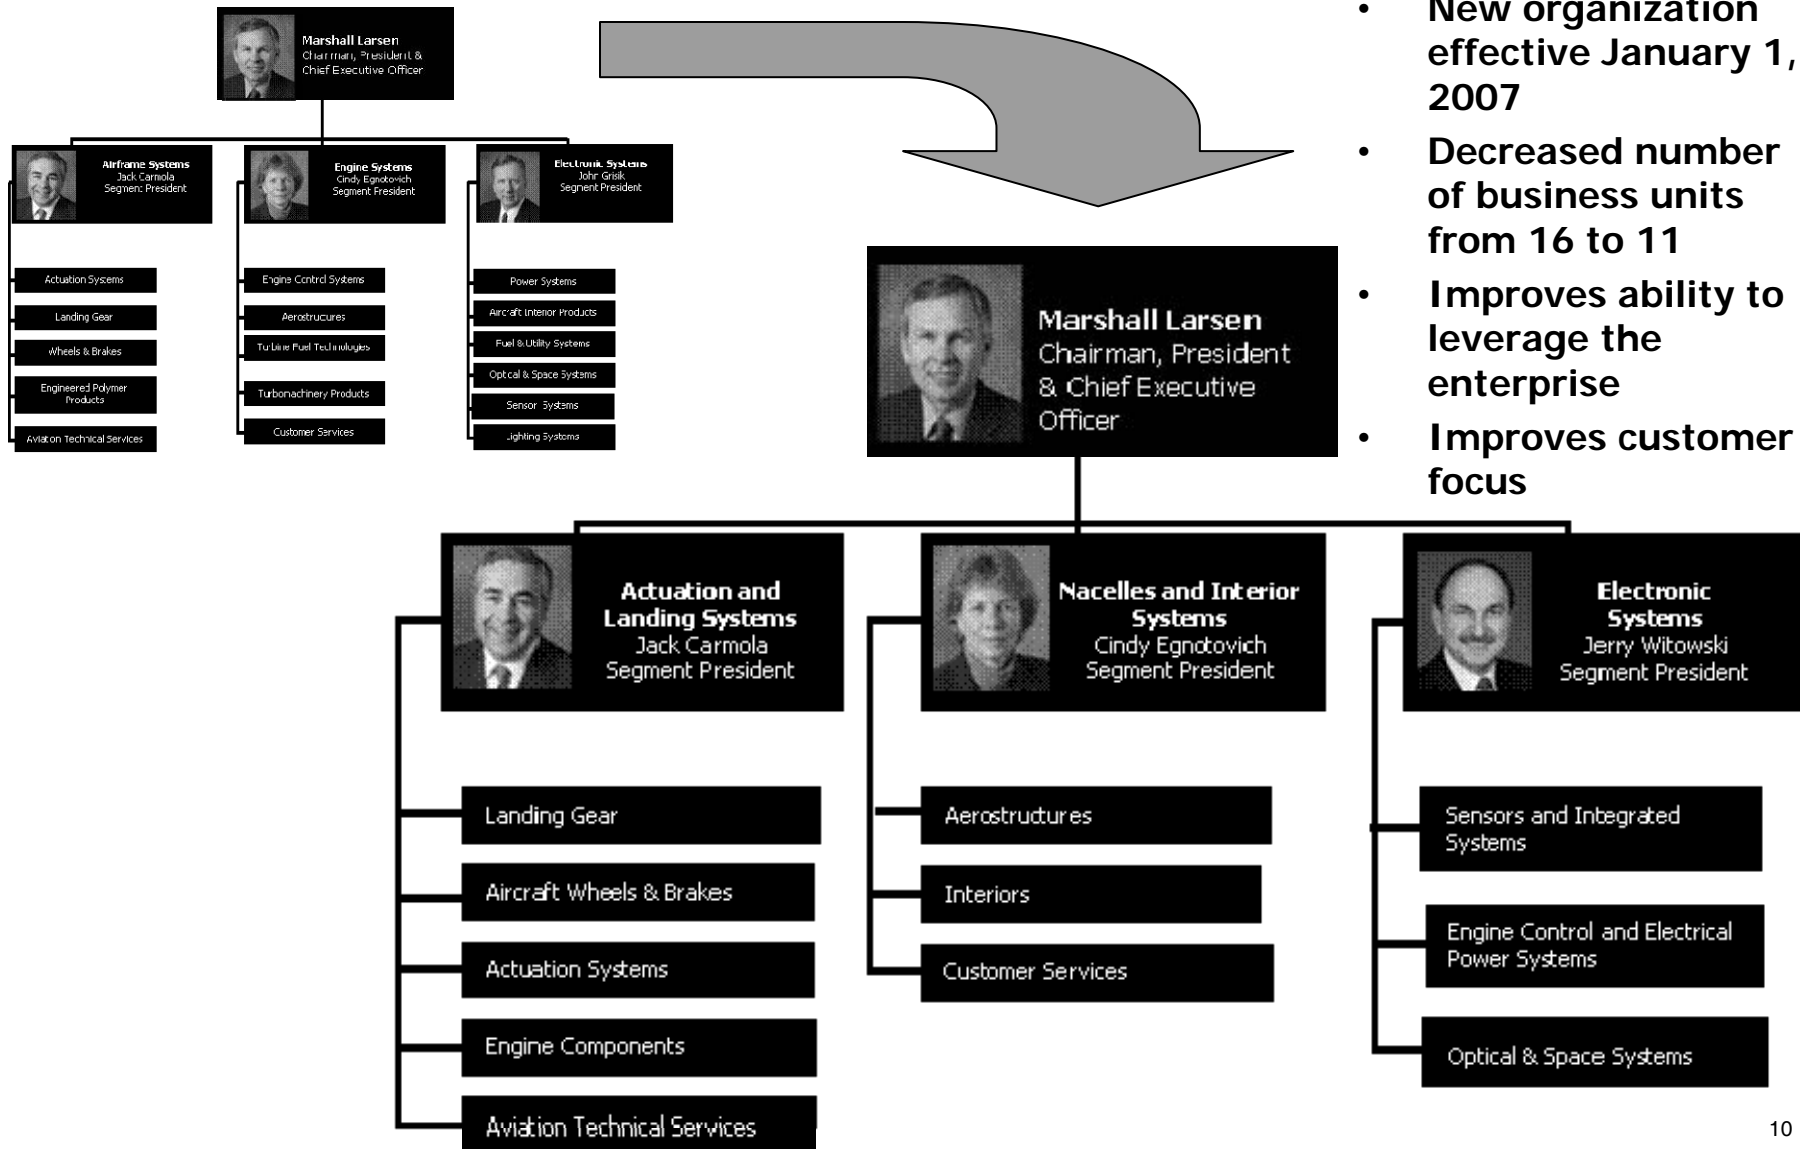 Marshall Larsen
Chairman, President &
Chief Executive Officer
Airframe Systems
Jack Carmola
Segment President
Engine Systems
Cindy Egnotovich
Segment President
Electronic Systems
John Grisik
Segment President
Actuation Systems
Landing Gear
Wheels & Brakes
Engineered Polymer
Products
Aviation Technical Services
Engine Control Systems
Aerostructures
Turbine Fuel Technologies
Turbomachinery Products
Customer Services
Power Systems
Aircraft Interior Products
Fuel & Utility Systems
Optical & Space Systems
Sensor Systems
Lighting Systems
• New organization
effective January 1,
2007
• Decreased number
of business units
from 16 to 11
• Improves ability to
leverage the
enterprise
• Improves customer
focus
Marshall Larsen
Chairman, President
& Chief Executive
Officer
Actuation and
Landing Systems
Jack Carmola
Segment President
Nacelles and Interior
Systems
Cindy Egnotovich
Segment President
Electronic
Systems
Jerry Witowski
Segment President
Landing Gear
Aircraft Wheels & Brakes
Actuation Systems
Engine Components
Aviation Technical Services
Aerostructures
Interiors
Customer Services
Sensors and Integrated
Systems
Engine Control and Electrical
Power Systems
Optical & Space Systems
10